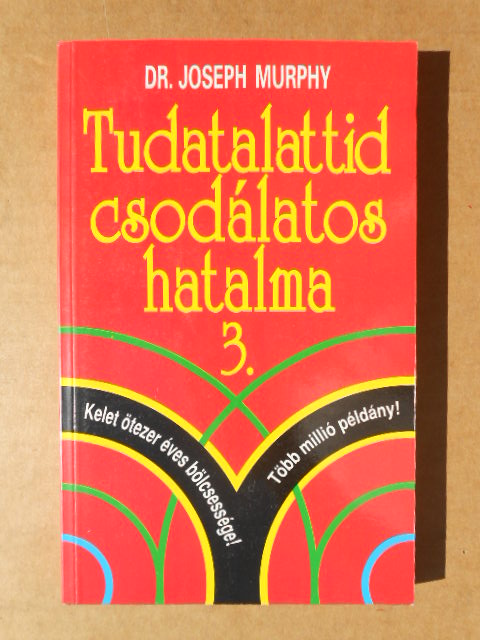 DR. JOSEPH MURPHY
Tudatalattid
csodálatos
hatalma
3.
Kelet ötezer éves bölcsessége!
Több millió példány!